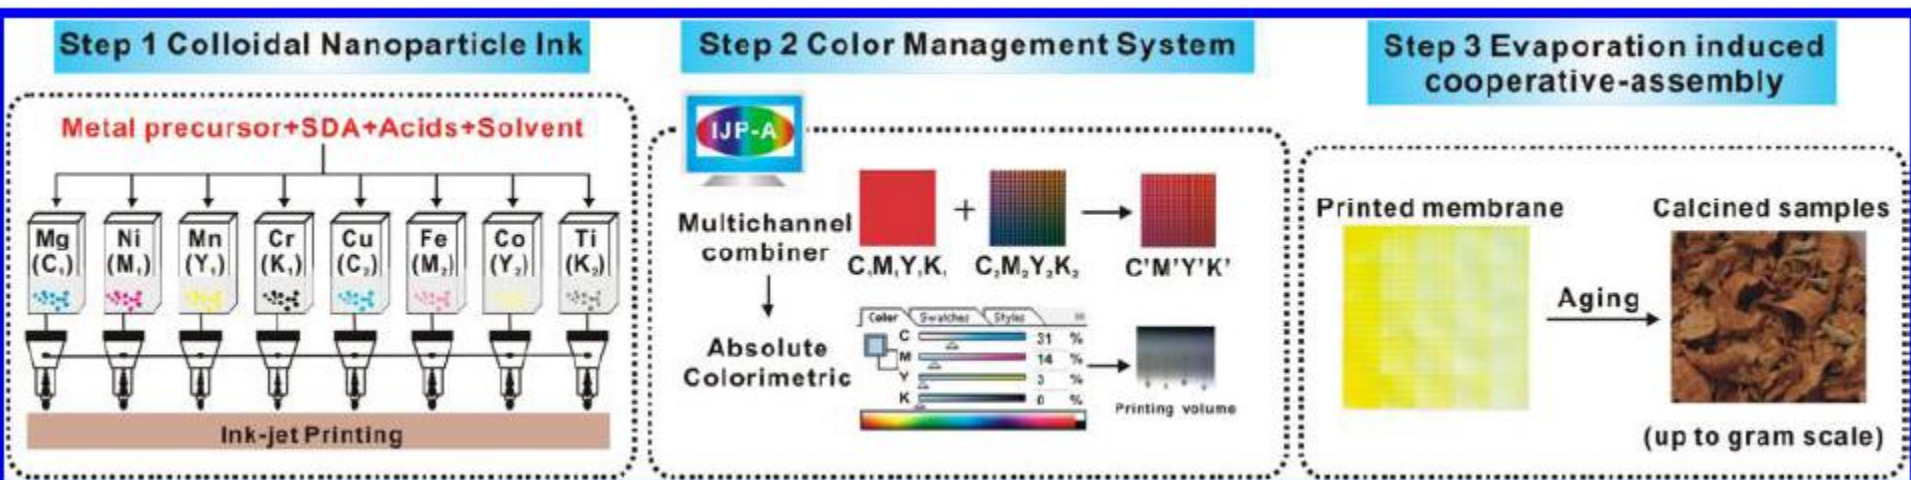 Step 1 Colloidal Nanoparticle Ink
Metal precursor+SDA+Acids+Solvent
Mg Ni Mn Cr Cu Fe Co Ti
(C₁) (M₁) (Y₁) (K₁) (C₂) (M₂) (Y₂) (K₂)
Ink-jet Printing
Step 2 Color Management System
IJP-A
Multichannel
combiner
+
C₁M₁Y₁K₁ C₂M₂Y₂K₂ C'M'Y'K'
Absolute
Colorimetric
Color Swatches Styles
C 31 %
M 14 %
Y 3 %
K 0 %
Printing volume
Step 3 Evaporation induced
cooperative-assembly
Printed membrane
Calcined samples
Aging
(up to gram scale)